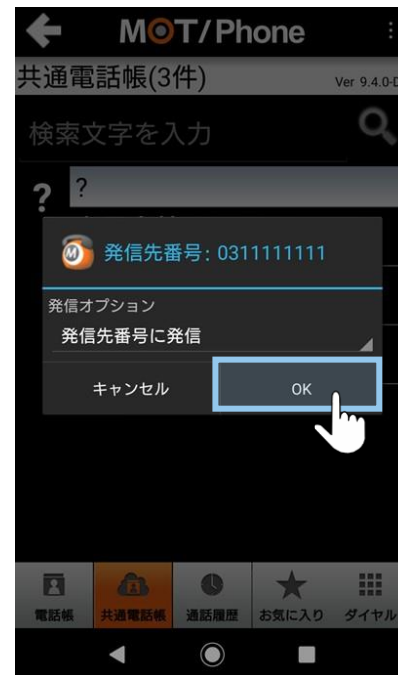 MOT/Phone
共通電話帳(3件)
Ver 9.4.0-D
検索文字を入力
?
?
発信先番号: 0311111111
発信オプション
発信先番号に発信
キャンセル
OK
電話帳
共通電話帳
通話履歴
お気に入り
ダイヤル